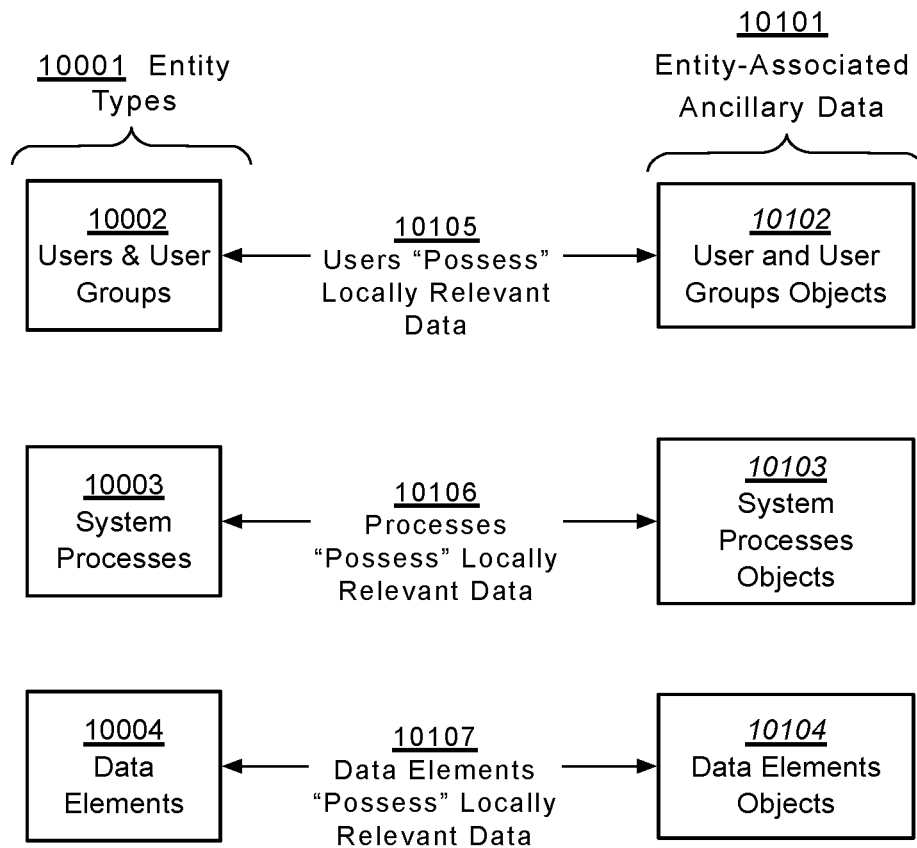 10001 Entity
Types
10101
Entity-Associated
Ancillary Data
10002
Users & User
Groups
10105
Users “Possess”
Locally Relevant
Data
10102
User and User
Groups Objects
10003
System
Processes
10106
Processes
“Possess” Locally
Relevant Data
10103
System
Processes
Objects
10004
Data
Elements
10107
Data Elements
“Possess” Locally
Relevant Data
10104
Data Elements
Objects